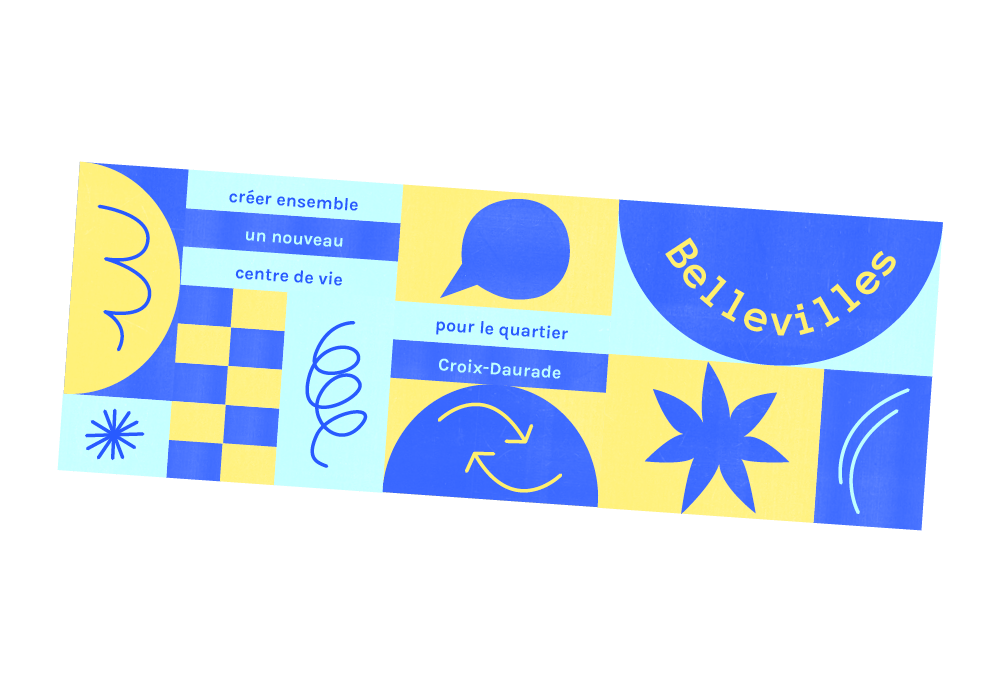 créer ensemble
un nouveau
centre de vie
pour le quartier
Croix-Daurade
Bellevilles